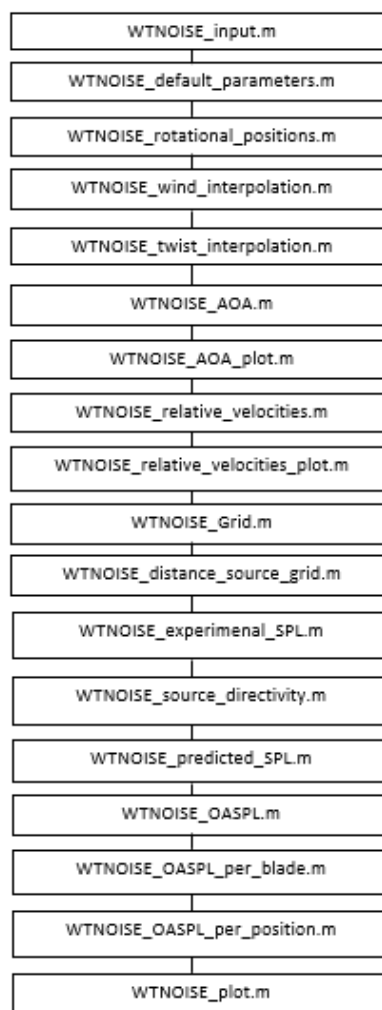 WTNOISE_input.m
WTNOISE_default_parameters.m
WTNOISE_rotational_positions.m
WTNOISE_wind_interpolation.m
WTNOISE_twist_interpolation.m
WTNOISE_AOA.m
WTNOISE_AOA_plot.m
WTNOISE_relative_velocities.m
WTNOISE_relative_velocities_plot.m
WTNOISE_Grid.m
WTNOISE_distance_source_grid.m
WTNOISE_experimenal_SPL.m
WTNOISE_source_directivity.m
WTNOISE_predicted_SPL.m
WTNOISE_OASPL.m
WTNOISE_OASPL_per_blade.m
WTNOISE_OASPL_per_position.m
WTNOISE_plot.m